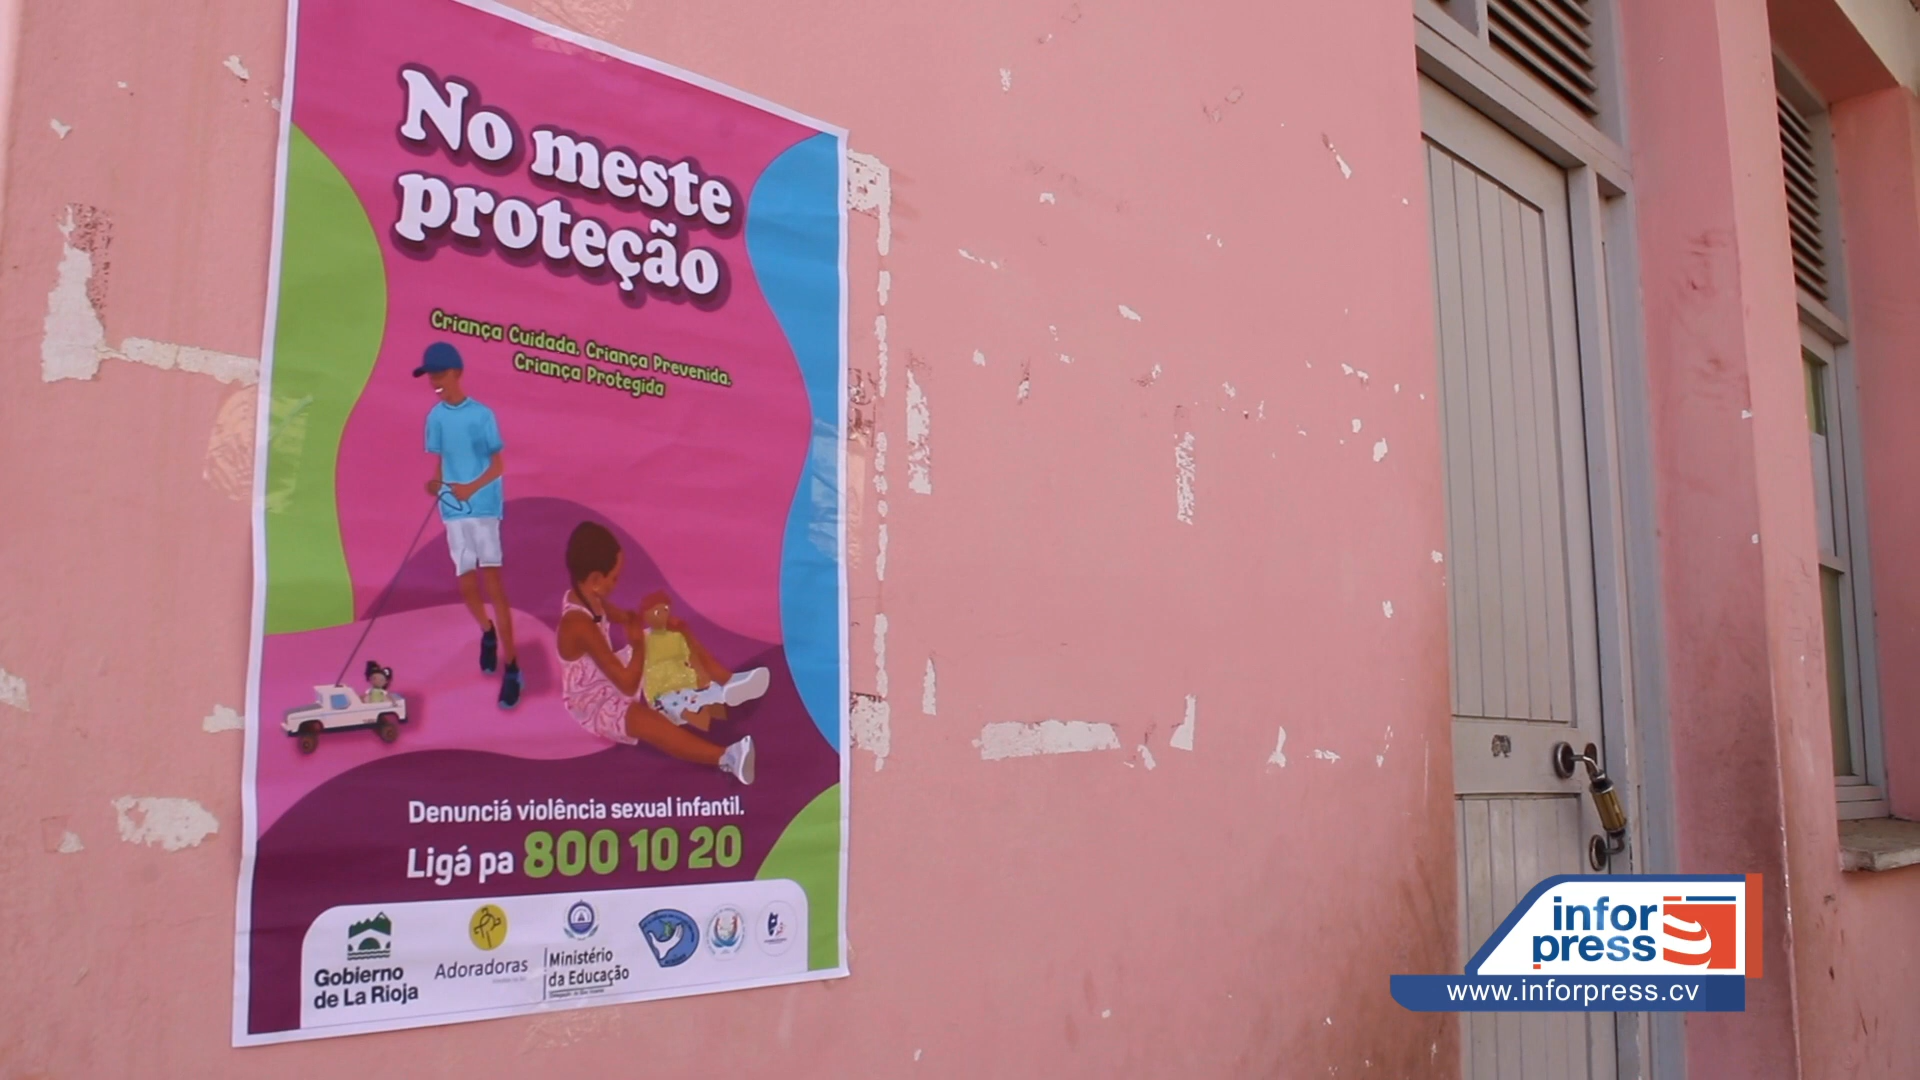 No meste
proteção
Criança Cuidada, Criança Prevenida,
Criança Protegida
Denunciá violência sexual infantil.
Ligá pa 800 10 20
Gobierno
de La Rioja
Adoradoras
Ministério
da Educação
infor
press
www.inforpress.cv